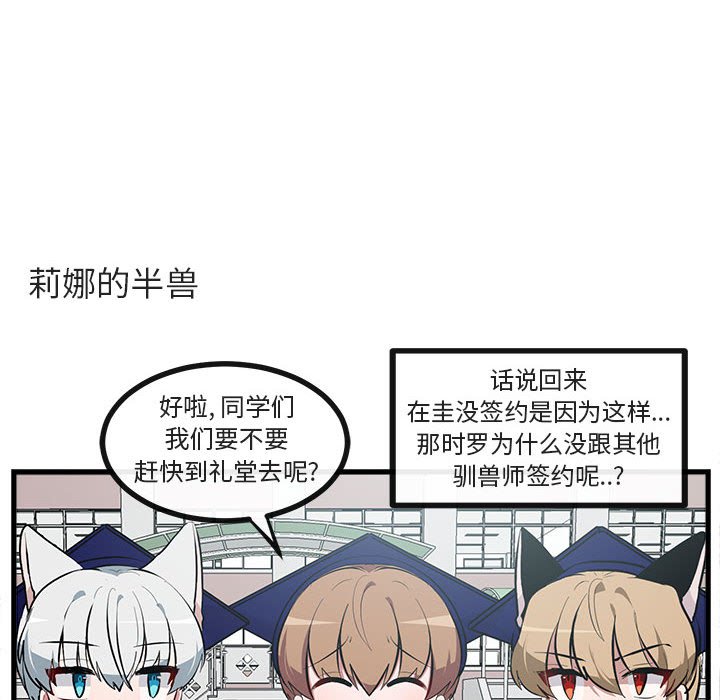 莉娜的半兽
好啦, 同学们
我们要不要
赶快到礼堂去呢?
话说回来
在圭没签约是因为这样...
那时罗为什么没跟其他
驯兽师签约呢..?